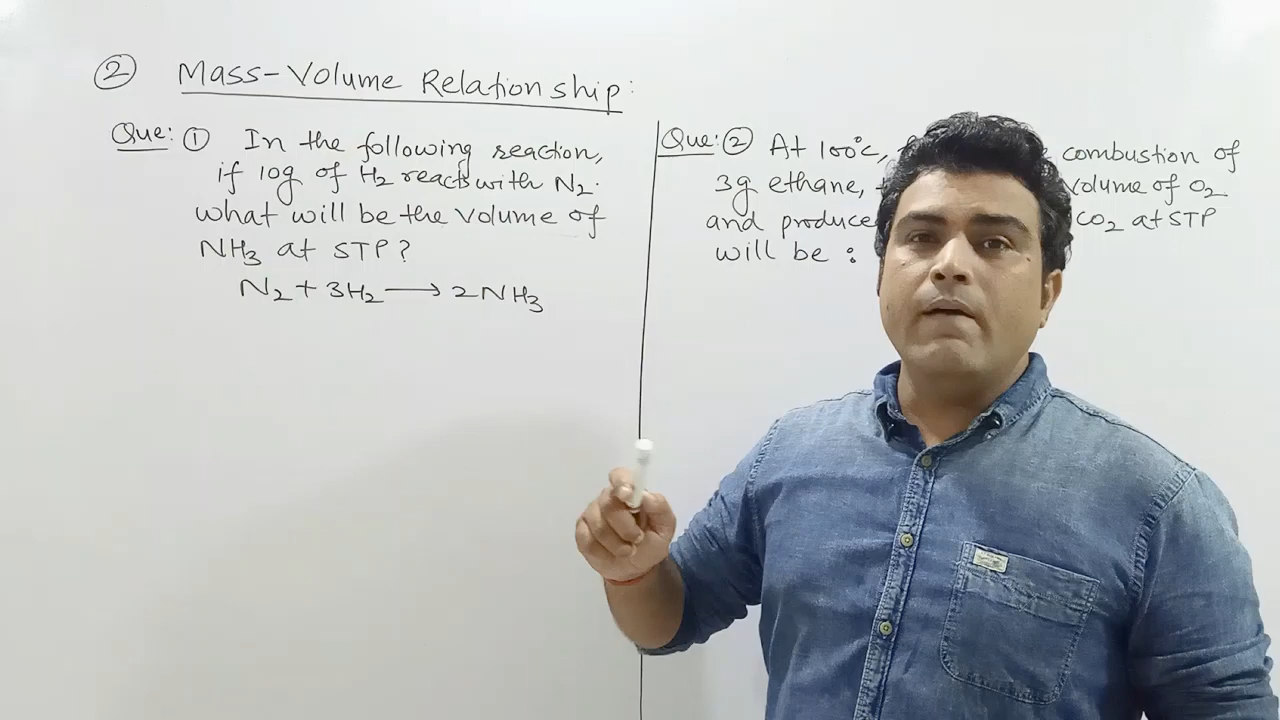 ② Mass-Volume Relationship:
Que: ① In the following reaction,
if 10g of H2 reacts with N2.
what will be the volume of
NH3 at STP?
N2 + 3H2 ⟶ 2NH3
Que: ② At 100°c, combustion of
3g ethane, volume of O2
and produce CO2 at STP
will be :